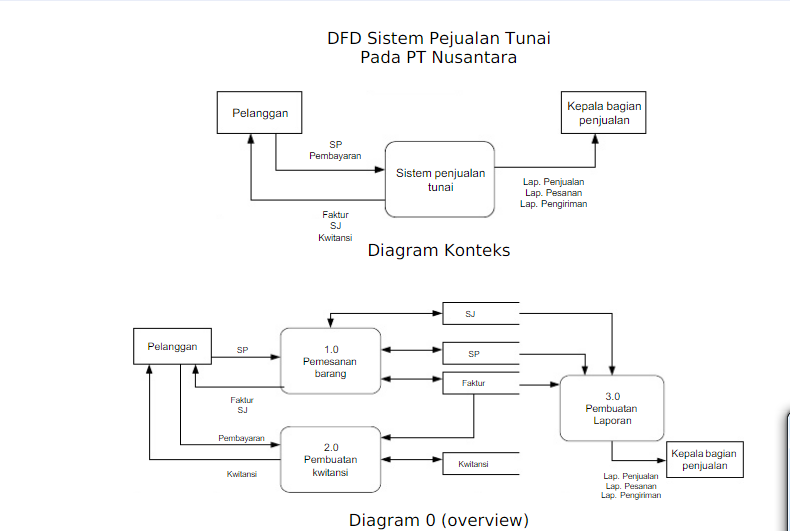 DFD Sistem Pejualan Tunai
Pada PT Nusantara
Pelanggan
Kepala bagian
penjualan
SP
Pembayaran
Sistem penjualan
tunai
Lap. Penjualan
Lap. Pesanan
Lap. Pengiriman
Faktur
SJ
Kwitansi
Diagram Konteks
SJ
Pelanggan
SP
1.0
Pemesanan
barang
SP
Faktur
Faktur
SJ
3.0
Pembuatan
Laporan
Pembayaran
2.0
Pembuatan
kwitansi
Kwitansi
Kwitansi
Kepala bagian
penjualan
Lap. Penjualan
Lap. Pesanan
Lap. Pengiriman
Diagram 0 (overview)